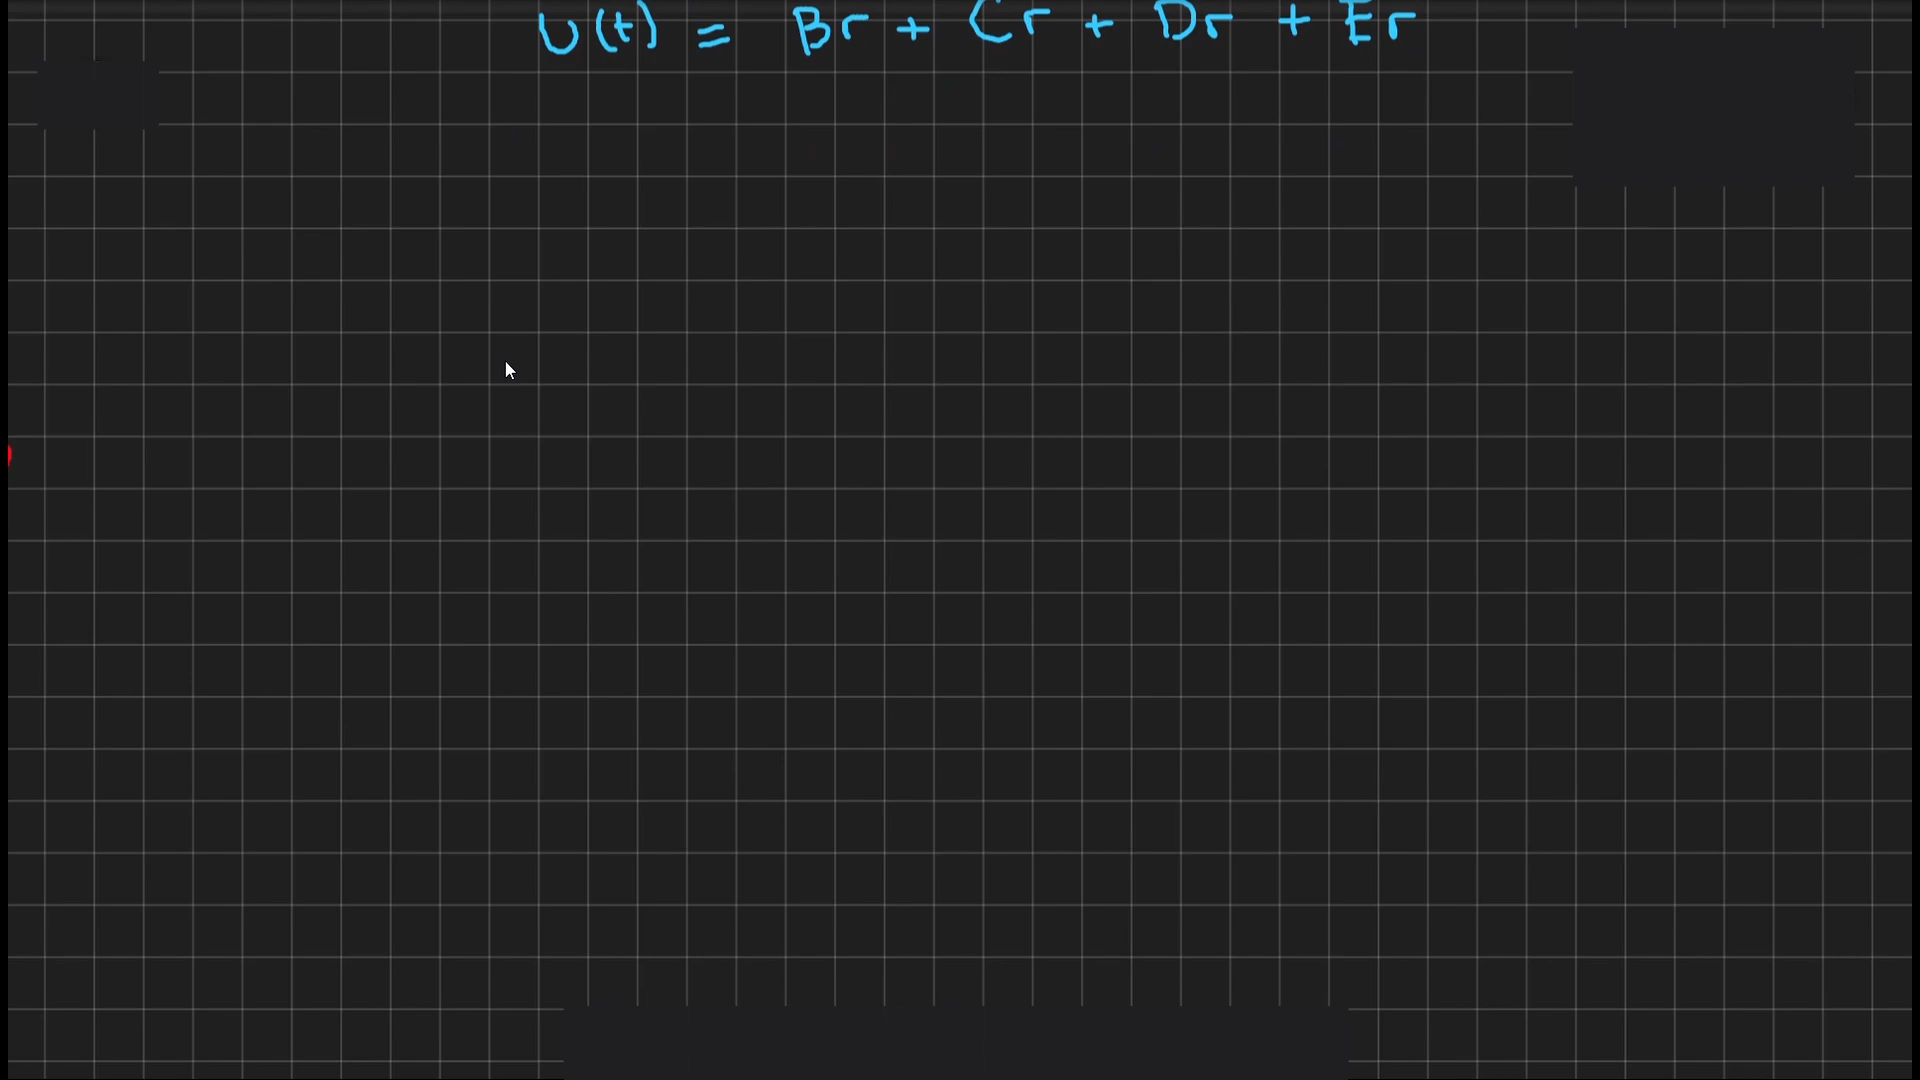 U(t) = Br + Cr + Dr + Er